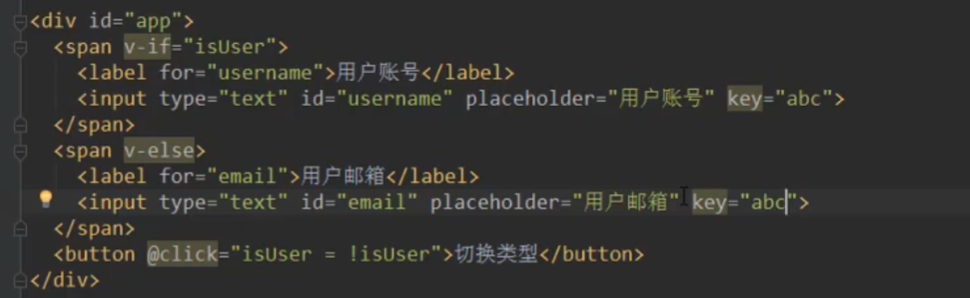 <div id="app">
<span v-if="isUser">
<label for="username">用户账号</label>
<input type="text" id="username" placeholder="用户账号" key="abc">
</span>
<span v-else>
<label for="email">用户邮箱</label>
<input type="text" id="email" placeholder="用户邮箱" key="abc">
</span>
<button @click="isUser = !isUser">切换类型</button>
</div>